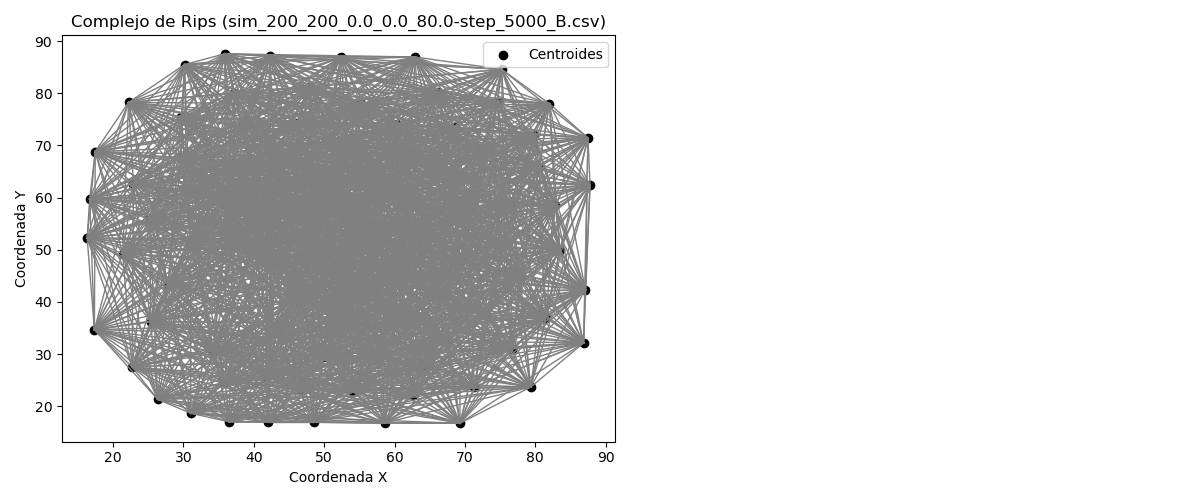 Complejo de Rips (sim_200_200_0.0_0.0_80.0-step_5000_B.csv)
Centroides
90
80
70
60
50
40
30
20
Coordenada Y
20 30 40 50 60 70 80 90
Coordenada X